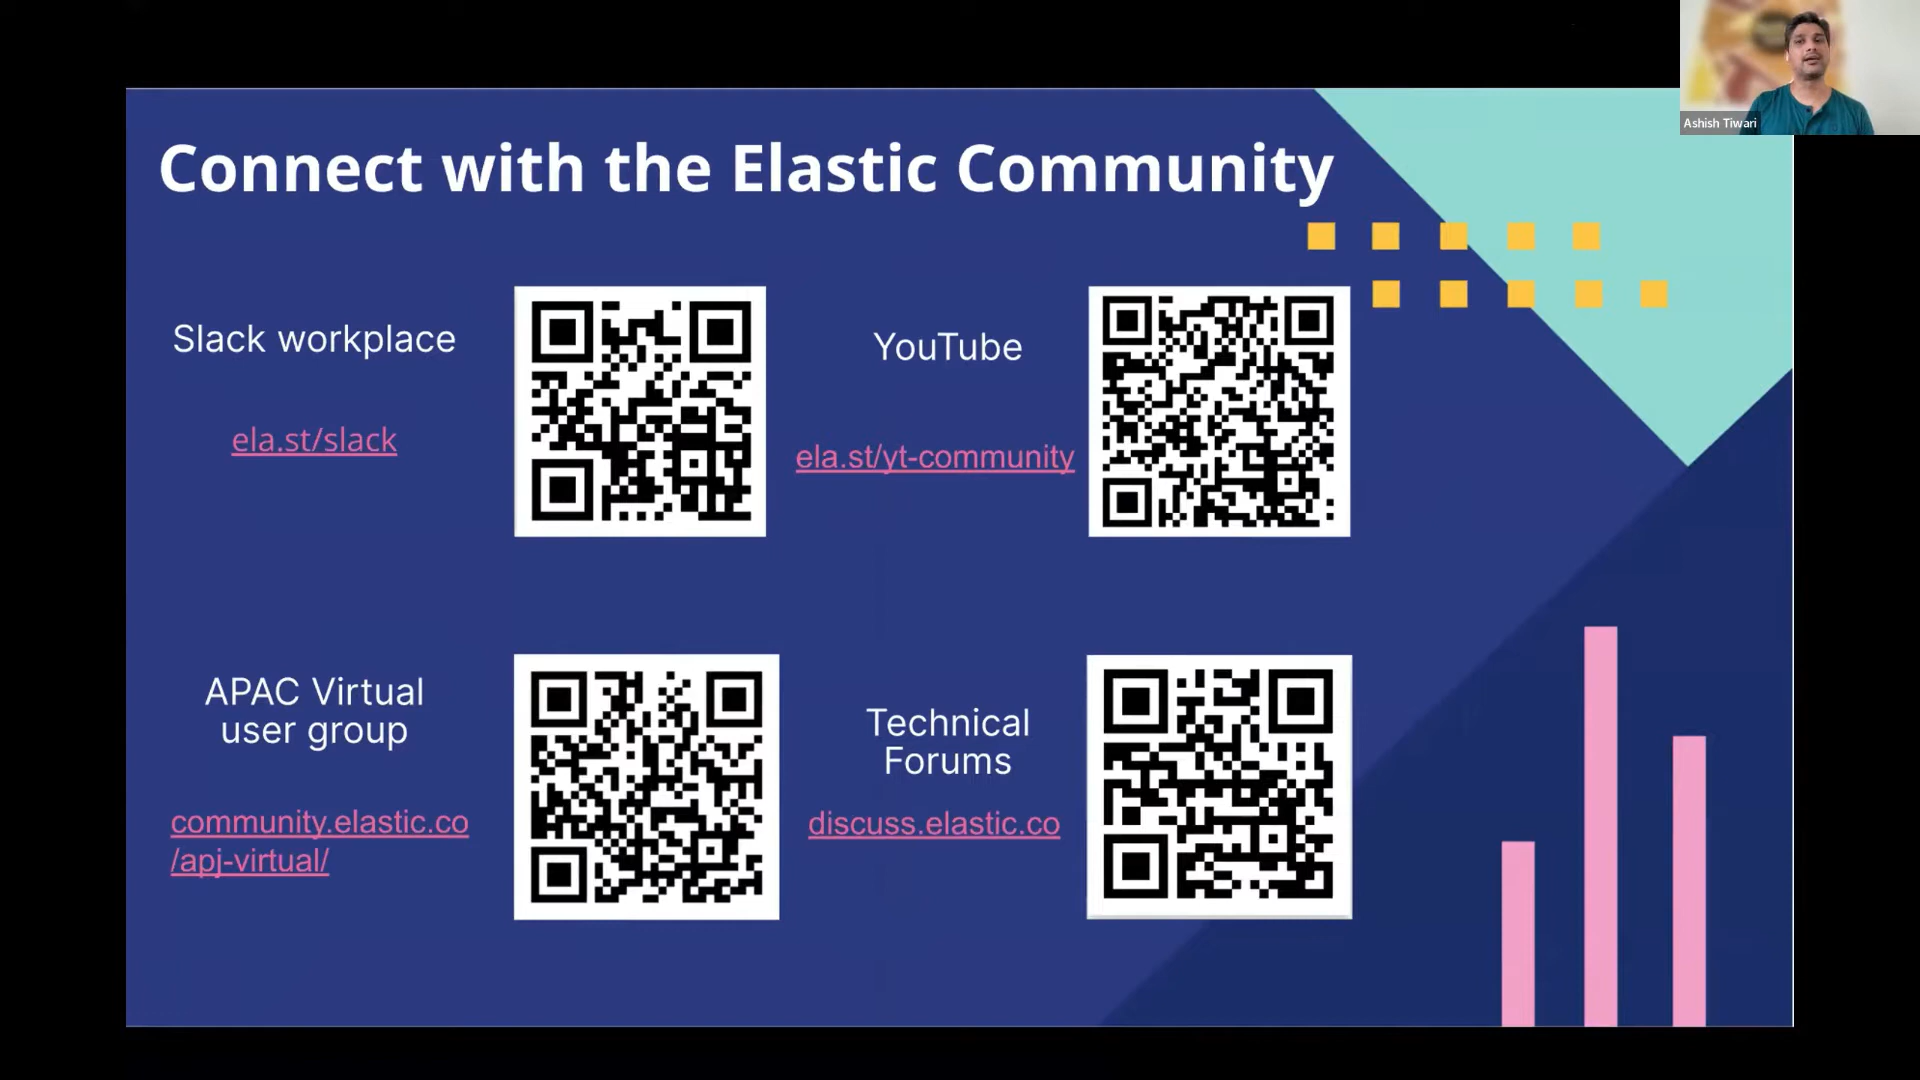 Ashish Tiwari
Connect with the Elastic Community
Slack workplace
ela.st/slack
YouTube
ela.st/yt-community
APAC Virtual
user group
community.elastic.co
/apj-virtual/
Technical
Forums
discuss.elastic.co